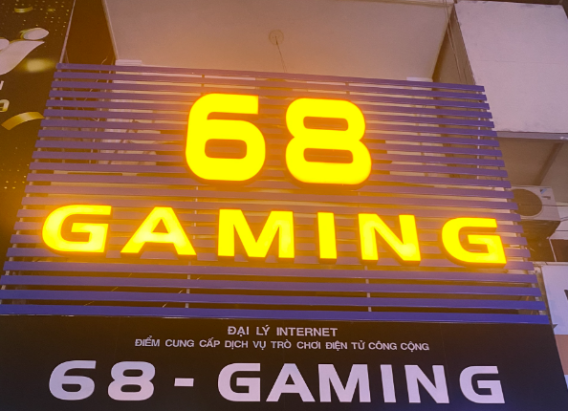 68
GAMING
ĐẠI LÝ INTERNET
ĐIỂM CUNG CẤP DỊCH VỤ TRÒ CHƠI ĐIỆN TỬ CÔNG CỘNG
68 - GAMING